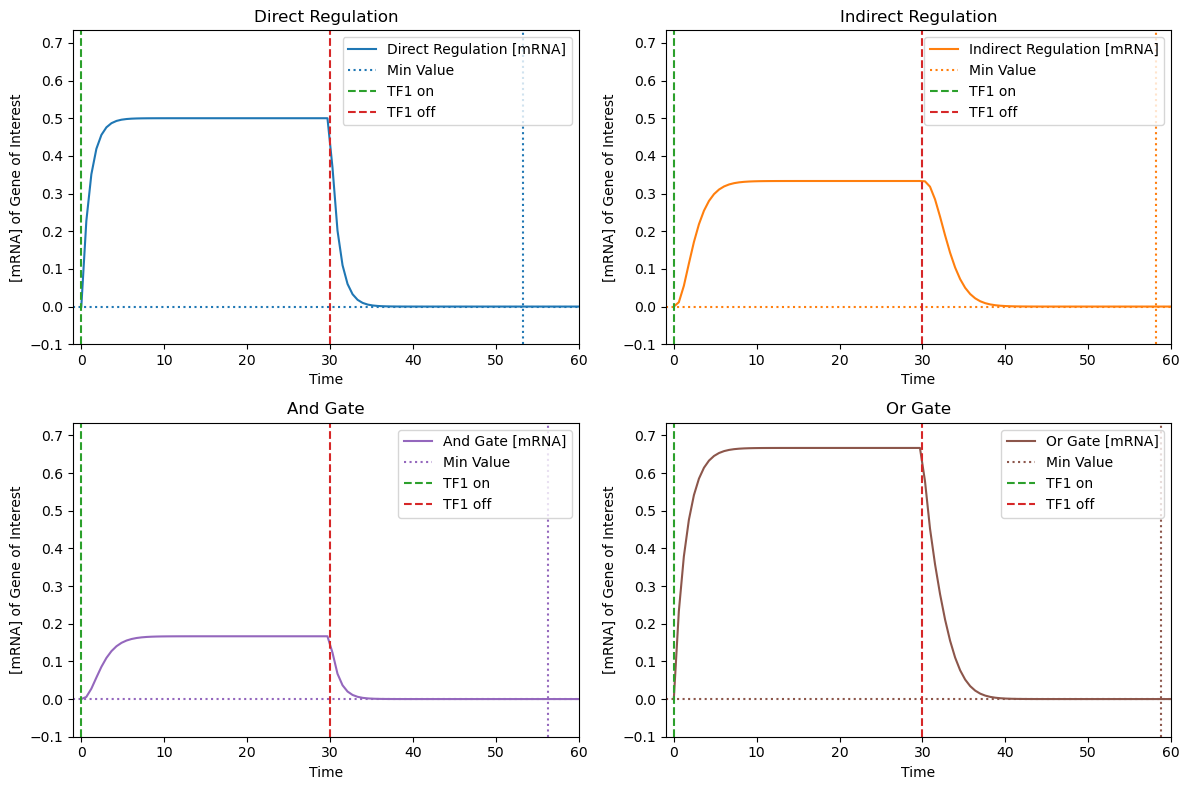 Direct Regulation
[mRNA] of Gene of Interest
0.7
0.6
0.5
0.4
0.3
0.2
0.1
0.0
−0.1
Direct Regulation [mRNA]
Min Value
TF1 on
TF1 off
0
10
20
30
40
50
60
Time
Indirect Regulation
[mRNA] of Gene of Interest
0.7
0.6
0.5
0.4
0.3
0.2
0.1
0.0
−0.1
Indirect Regulation [mRNA]
Min Value
TF1 on
TF1 off
0
10
20
30
40
50
60
Time
And Gate
[mRNA] of Gene of Interest
0.7
0.6
0.5
0.4
0.3
0.2
0.1
0.0
−0.1
And Gate [mRNA]
Min Value
TF1 on
TF1 off
0
10
20
30
40
50
60
Time
Or Gate
[mRNA] of Gene of Interest
0.7
0.6
0.5
0.4
0.3
0.2
0.1
0.0
−0.1
Or Gate [mRNA]
Min Value
TF1 on
TF1 off
0
10
20
30
40
50
60
Time